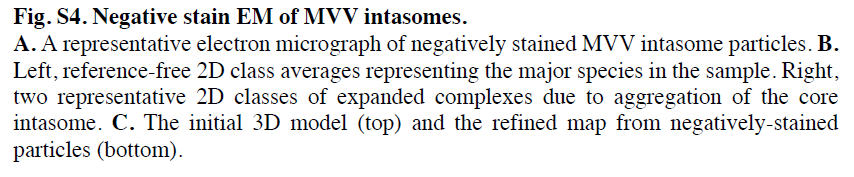 Fig. S4. Negative stain EM of MVV intasomes.
A. A representative electron micrograph of negatively stained MVV intasome particles. B.
Left, reference-free 2D class averages representing the major species in the sample. Right,
two representative 2D classes of expanded complexes due to aggregation of the core
intasome. C. The initial 3D model (top) and the refined map from negatively-stained
particles (bottom).